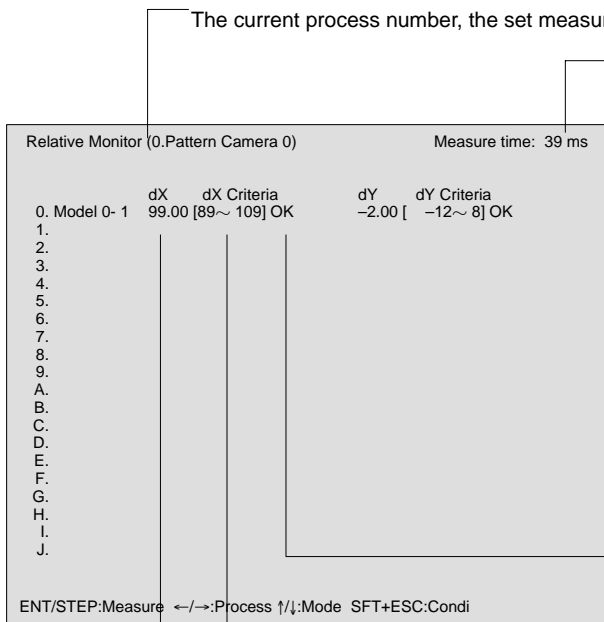 The current process number, the set measur
Relative Monitor (0.Pattern Camera 0) Measure time: 39 ms
dX dX Criteria dY dY Criteria
0. Model 0- 1 99.00 [89∼ 109] OK –2.00 [ –12∼ 8] OK
1.
2.
3.
4.
5.
6.
7.
8.
9.
A.
B.
C.
D.
E.
F.
G.
H.
I.
J.
ENT/STEP:Measure ←/→:Process ↑/↓:Mode SFT+ESC:Condi